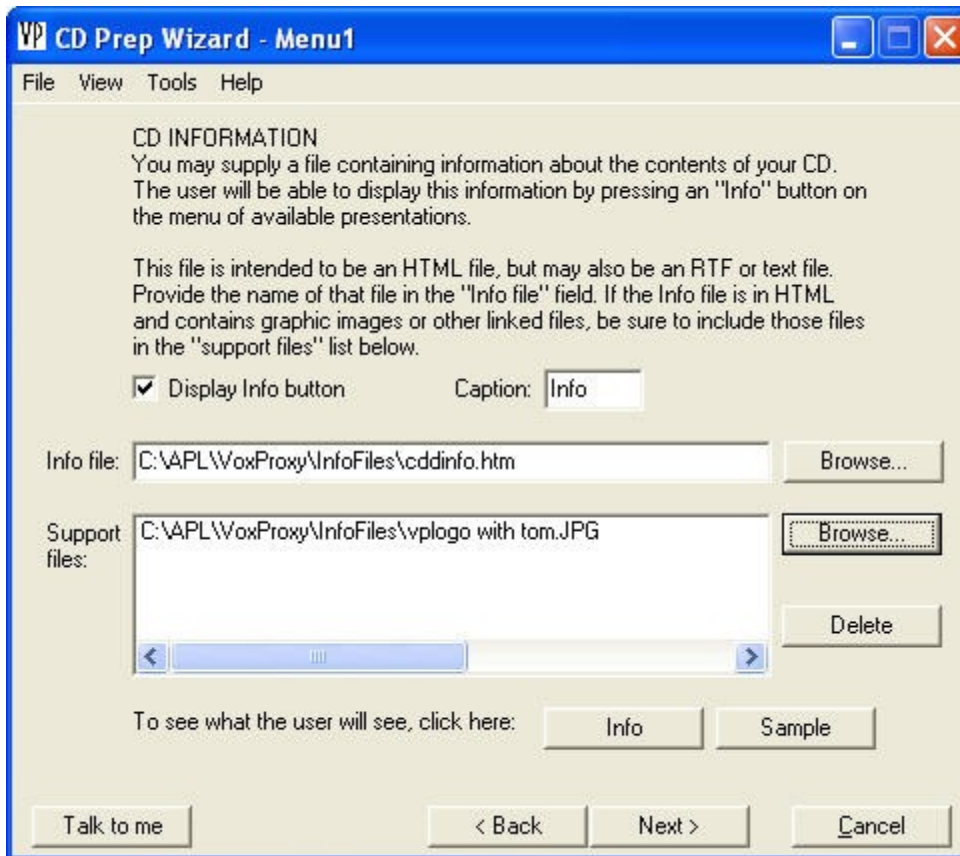 VP CD Prep Wizard - Menu1
File View Tools Help
CD INFORMATION
You may supply a file containing information about the contents of your CD.
The user will be able to display this information by pressing an "Info" button on
the menu of available presentations.
This file is intended to be an HTML file, but may also be an RTF or text file.
Provide the name of that file in the "Info file" field. If the Info file is in HTML
and contains graphic images or other linked files, be sure to include those files
in the "support files" list below.
Display Info button Caption: Info
Info file: C:\APL\VoxProxy\InfoFiles\cddinfo.htm Browse...
Support files: C:\APL\VoxProxy\InfoFiles\vplogo with tom.JPG Browse...
Delete
To see what the user will see, click here: Info Sample
Talk to me < Back Next > Cancel